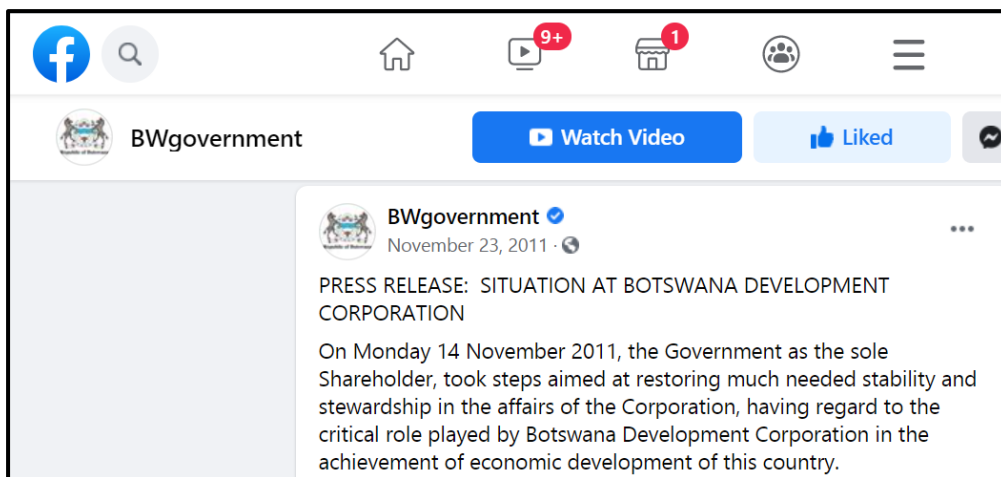 9+
1
BWgovernment
Watch Video
Liked
BWgovernment
November 23, 2011 ·
PRESS RELEASE:  SITUATION AT BOTSWANA DEVELOPMENT
CORPORATION
On Monday 14 November 2011, the Government as the sole
Shareholder, took steps aimed at restoring much needed stability and
stewardship in the affairs of the Corporation, having regard to the
critical role played by Botswana Development Corporation in the
achievement of economic development of this country.